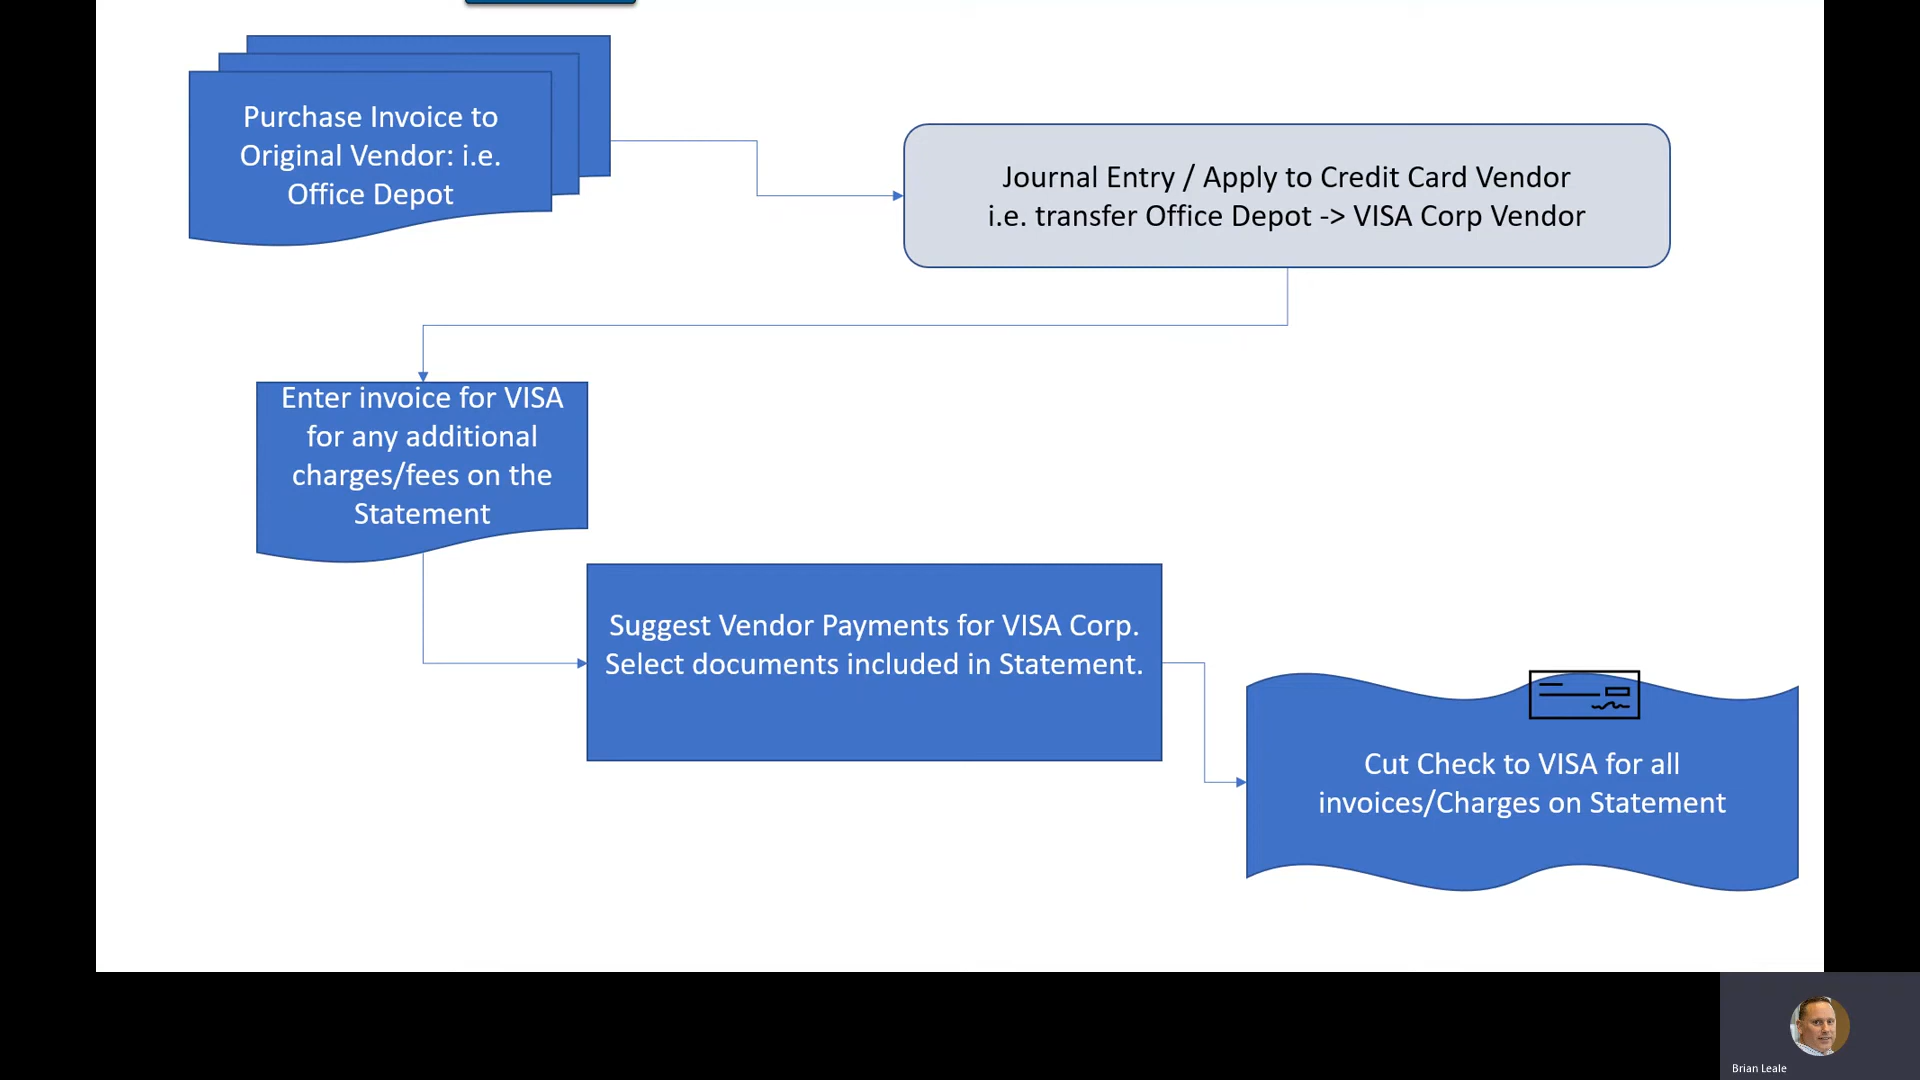 Purchase Invoice to
Original Vendor: i.e.
Office Depot
Journal Entry / Apply to Credit Card Vendor
i.e. transfer Office Depot -> VISA Corp Vendor
Enter invoice for VISA
for any additional
charges/fees on the
Statement
Suggest Vendor Payments for VISA Corp.
Select documents included in Statement.
Cut Check to VISA for all
invoices/Charges on Statement
Brian Leale